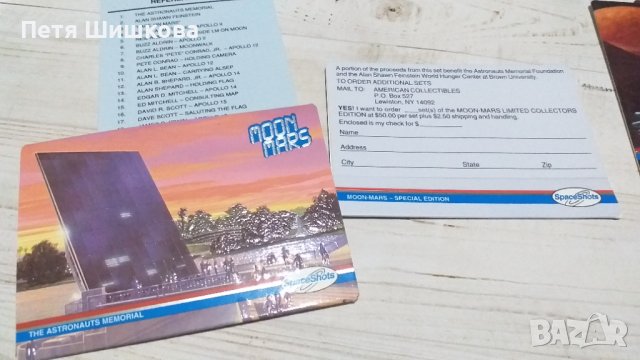 Петя Шишкова
REFEREN
1. THE ASTRONAUTS MEMORIAL
2. ALAN SHAWN FEINSTEIN
BUZZ ALDRIN – MOONWALK
CHARLES "PETE" CONRAD, JR. – APOLLO 12
PETE CONRAD – HOLDING CAMERA
ALAN L. BEAN – APOLLO 12
ALAN L. BEAN – CARRYING ALSEP
ALAN B. SHEPARD, JR. – APOLLO 14
ALAN SHEPARD – HOLDING FLAG
EDGAR D. MITCHELL – APOLLO 14
ED MITCHELL – CONSULTING MAP
DAVID R. SCOTT – APOLLO 15
DAVE SCOTT – SALUTING THE FLAG
MOON
MARS
SpaceShots
THE ASTRONAUTS MEMORIAL
A portion of the proceeds from this set benefit the Astronauts Memorial Foundation
and the Alan Shawn Feinstein World Hunger Center at Brown University.
TO ORDER ADDITIONAL SETS
MAIL TO: AMERICAN COLLECTIBLES
P.O. Box 527
Lewiston, NY 14092
YES! I want to order set(s) of the MOON-MARS LIMITED COLLECTORS
EDITION at $50.00 per set plus $2.50 shipping and handling.
Enclosed is my check for $
Name
Address
City State Zip
MOON-MARS – SPECIAL EDITION
SpaceShots
BAZAR